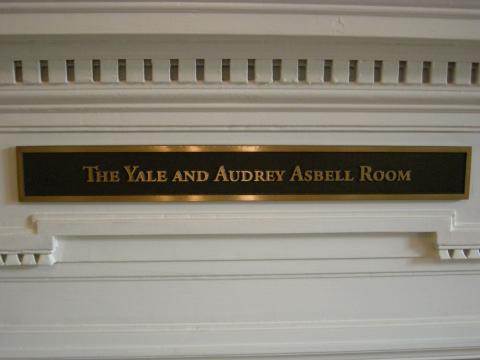 The Yale and Audrey Asbell Room